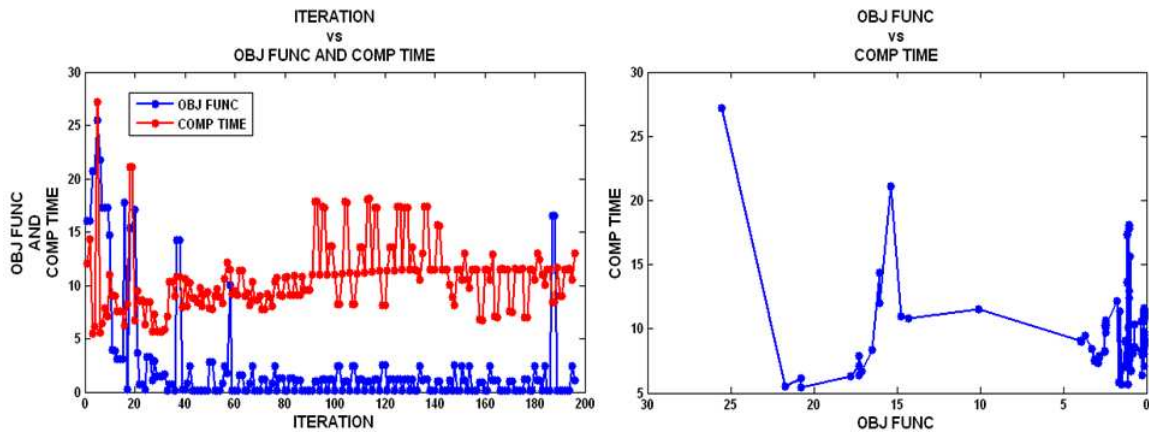 ITERATION
vs
OBJ FUNC AND COMP TIME
OBJ FUNC
AND
COMP TIME
30
25
20
15
10
5
0
OBJ FUNC
COMP TIME
0 20 40 60 80 100 120 140 160 180 200
ITERATION
OBJ FUNC
vs
COMP TIME
COMP TIME
30
25
20
15
10
5
30 25 20 15 10 5 0
OBJ FUNC